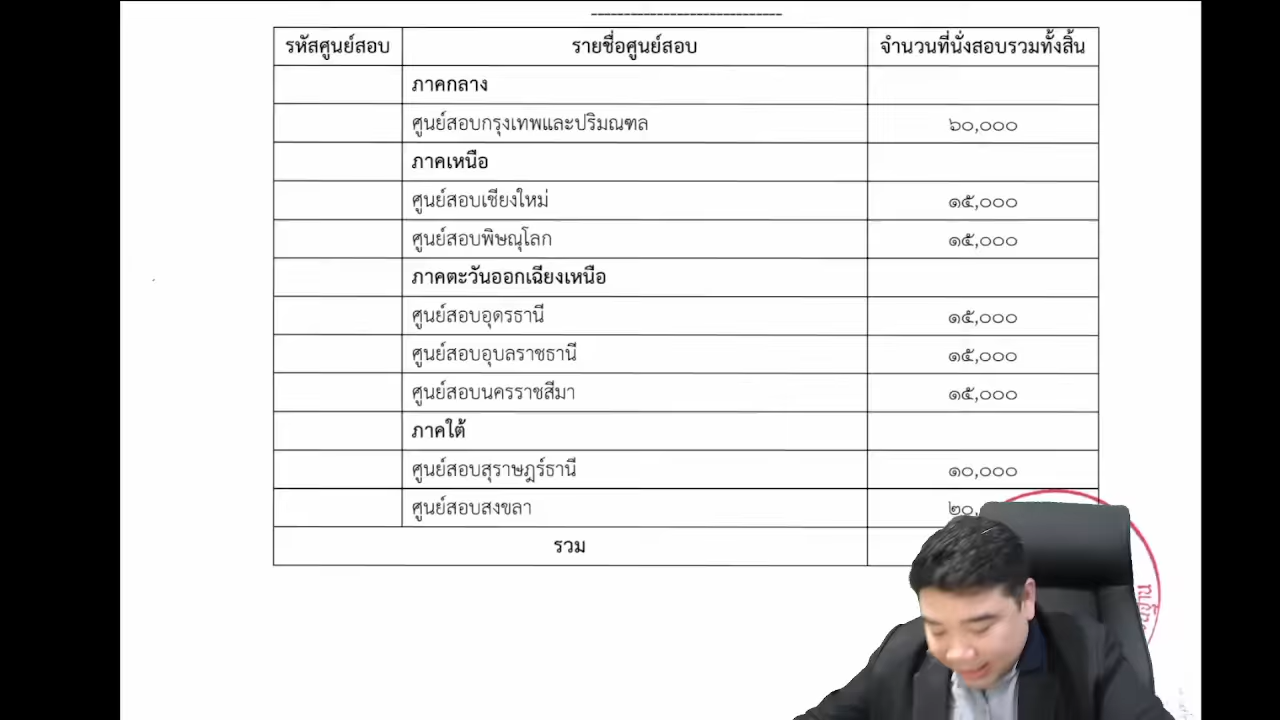 รหัสศูนย์สอบ รายชื่อศูนย์สอบ จำนวนที่นั่งสอบรวมทั้งสิ้น
ภาคกลาง
ศูนย์สอบกรุงเทพและปริมณฑล ๖๐,๐๐๐
ภาคเหนือ
ศูนย์สอบเชียงใหม่ ๑๕,๐๐๐
ศูนย์สอบพิษณุโลก ๑๕,๐๐๐
ภาคตะวันออกเฉียงเหนือ
ศูนย์สอบอุดรธานี ๑๕,๐๐๐
ศูนย์สอบอุบลราชธานี ๑๕,๐๐๐
ศูนย์สอบนครราชสีมา ๑๕,๐๐๐
ภาคใต้
ศูนย์สอบสุราษฎร์ธานี ๑๐,๐๐๐
ศูนย์สอบสงขลา ๒๐,
รวม